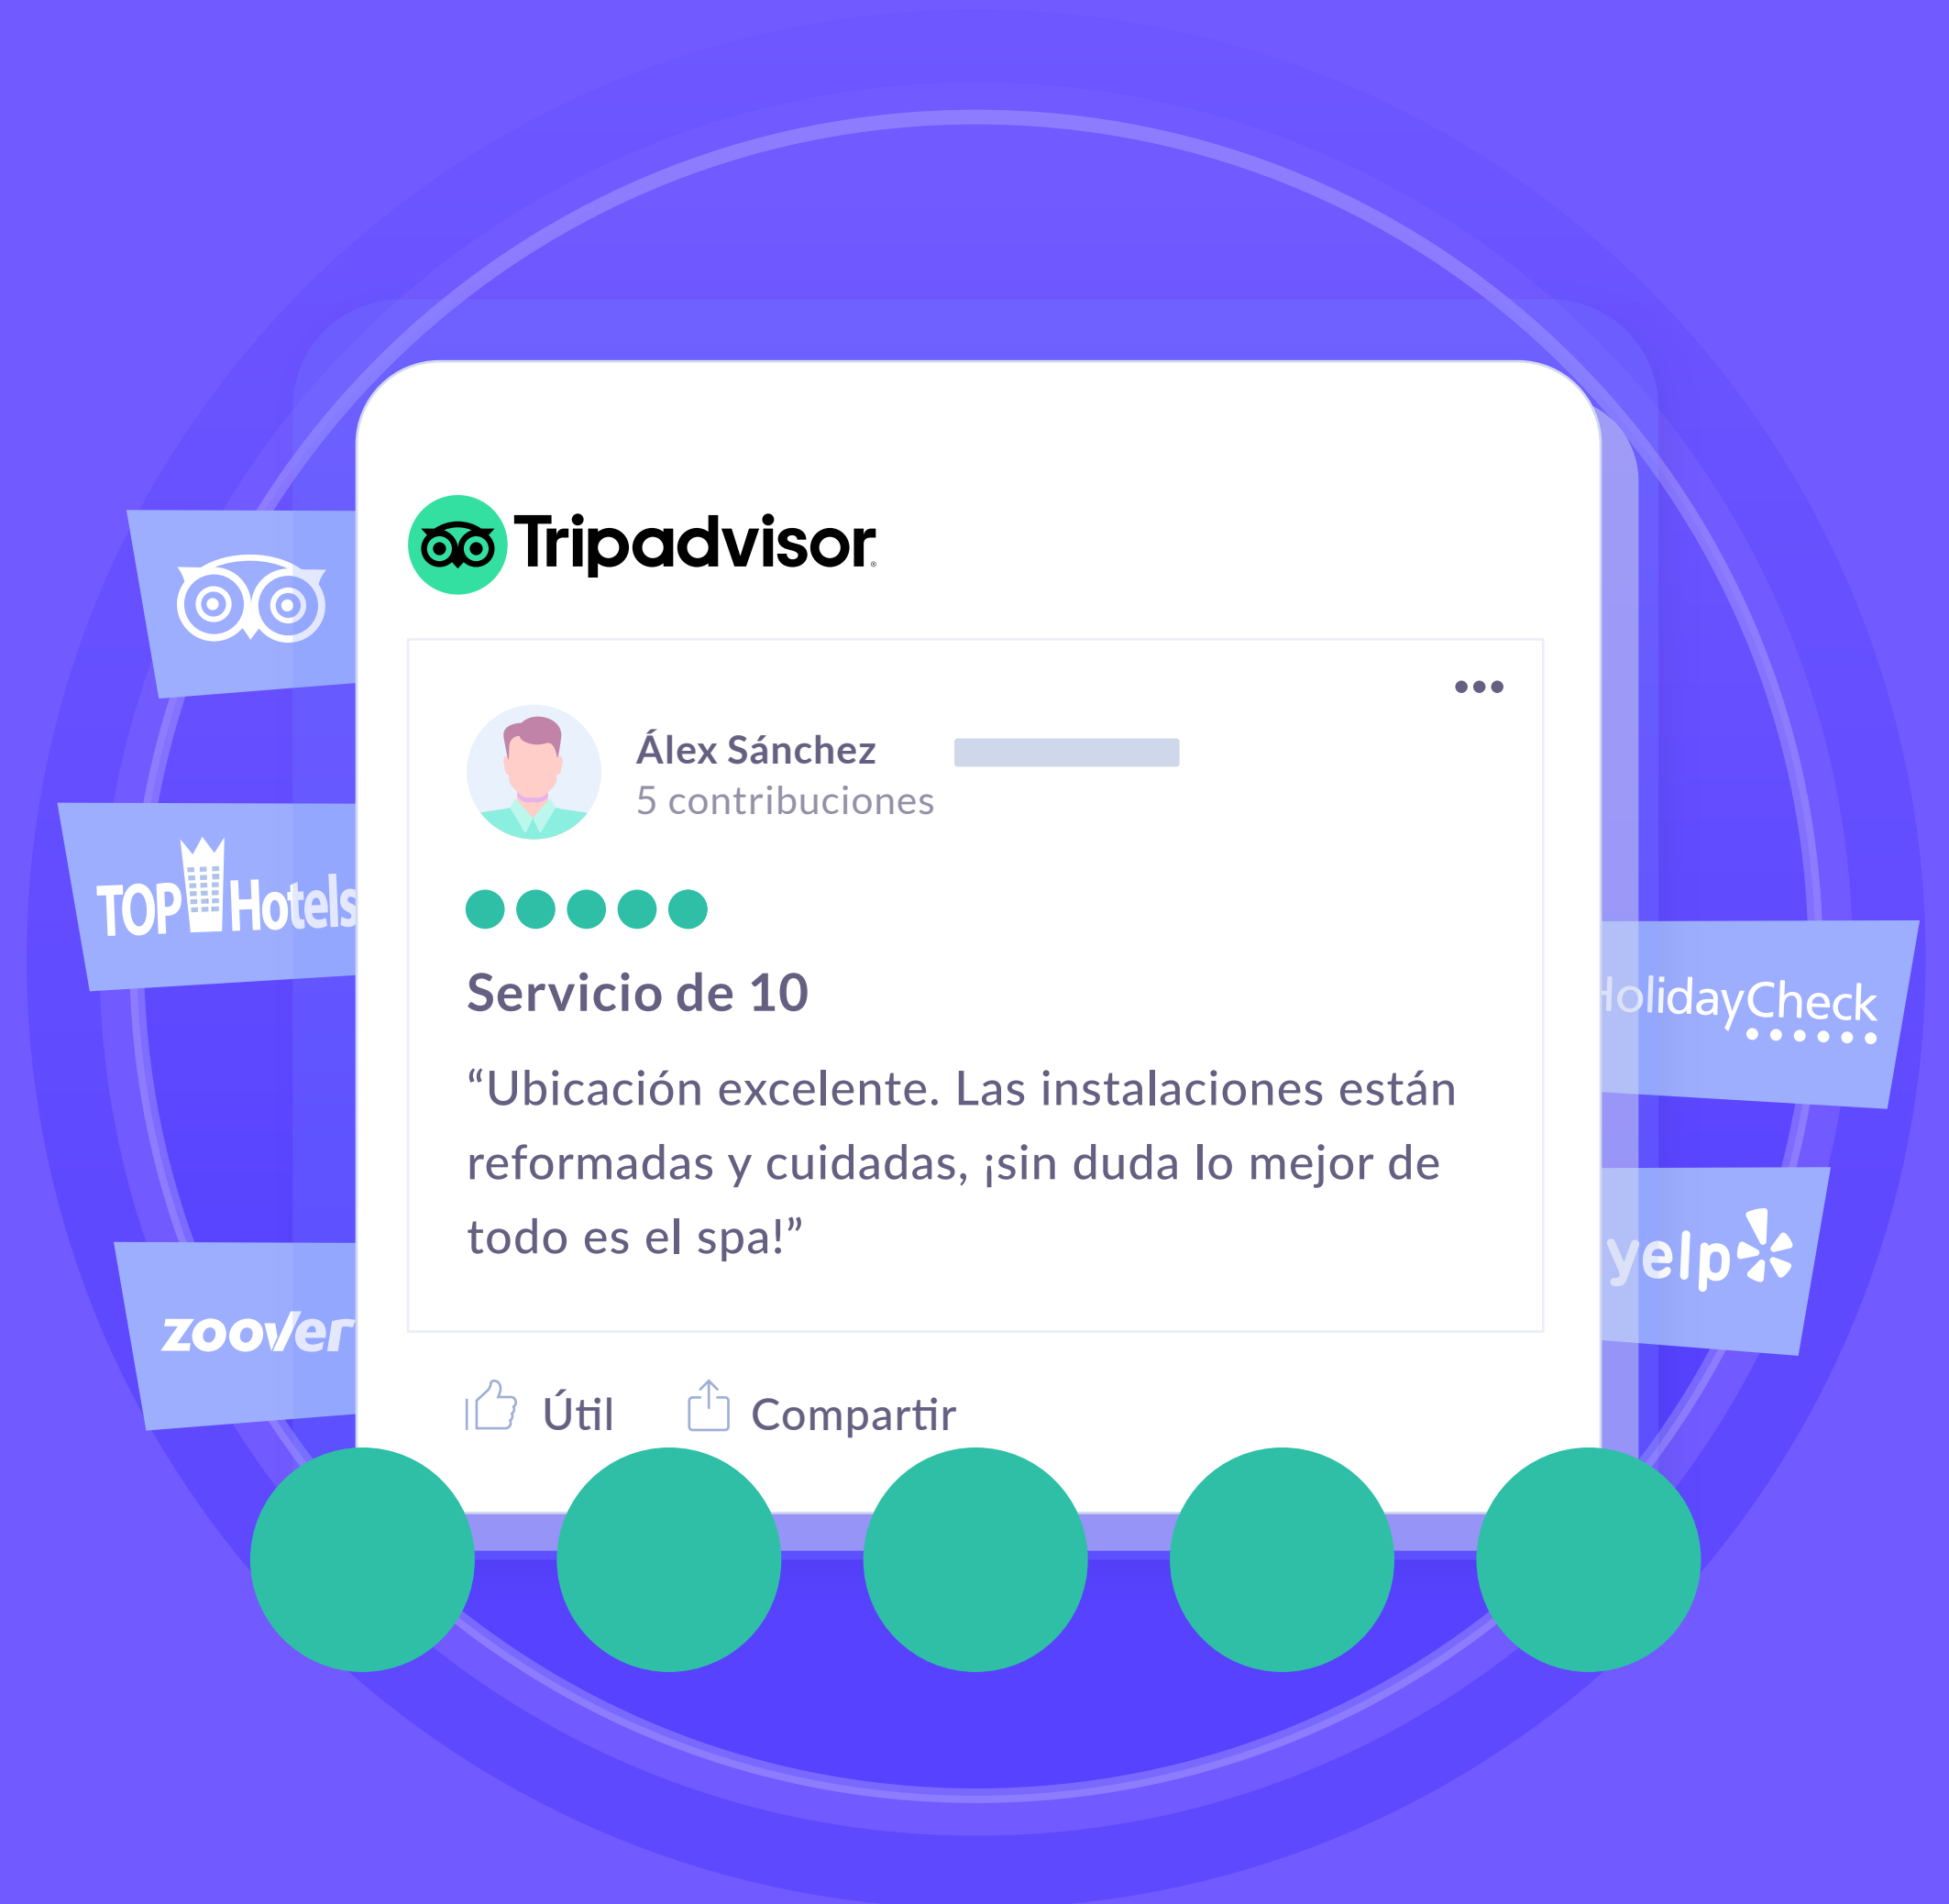 Tripadvisor®
Álex Sánchez
5 contribuciones
Servicio de 10
“Ubicación excelente. Las instalaciones están
reformadas y cuidadas, ¡sin duda lo mejor de
todo es el spa!”
Útil
Compartir
TOP Hotels
zoover
HolidayCheck
yelp